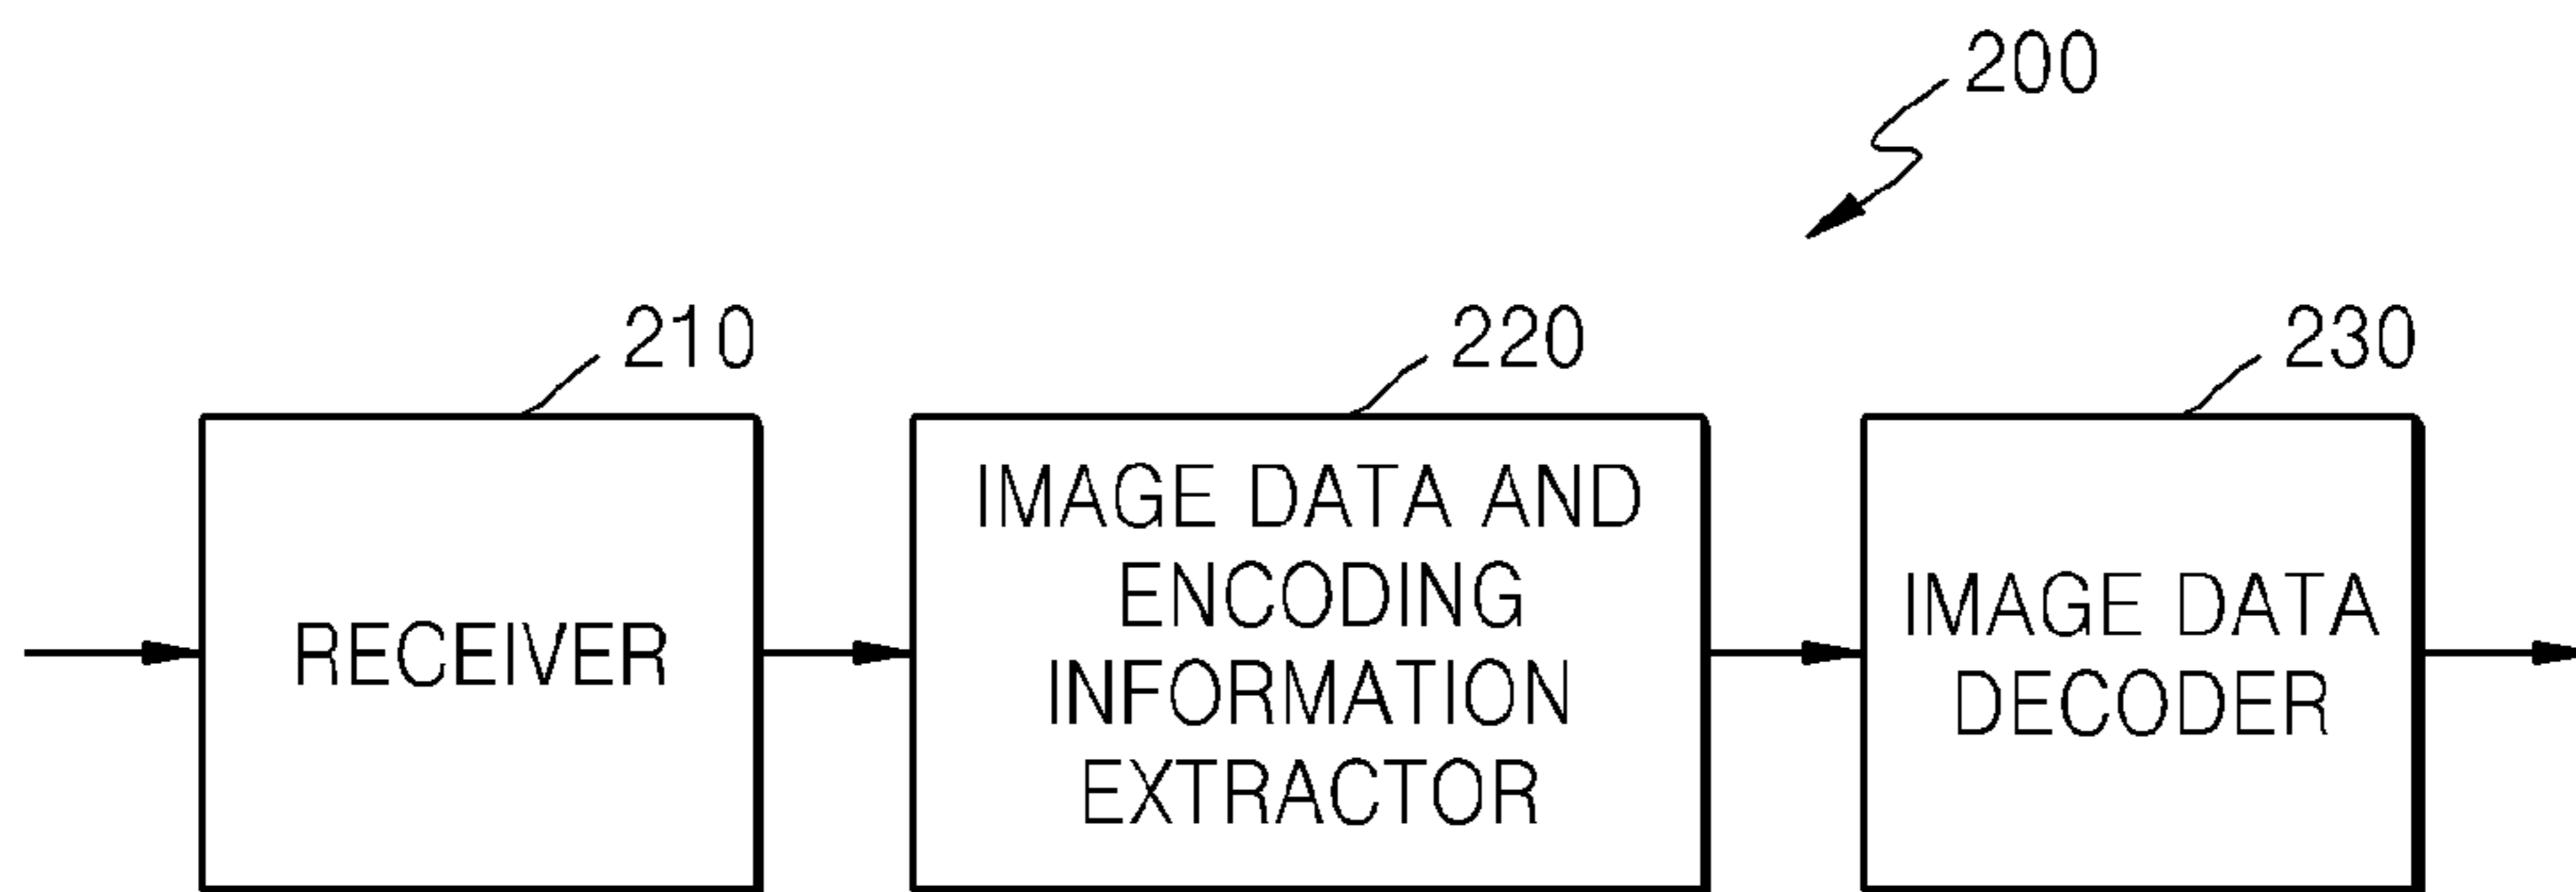 200
210
220
230
RECEIVER
IMAGE DATA AND
ENCODING
INFORMATION
EXTRACTOR
IMAGE DATA
DECODER